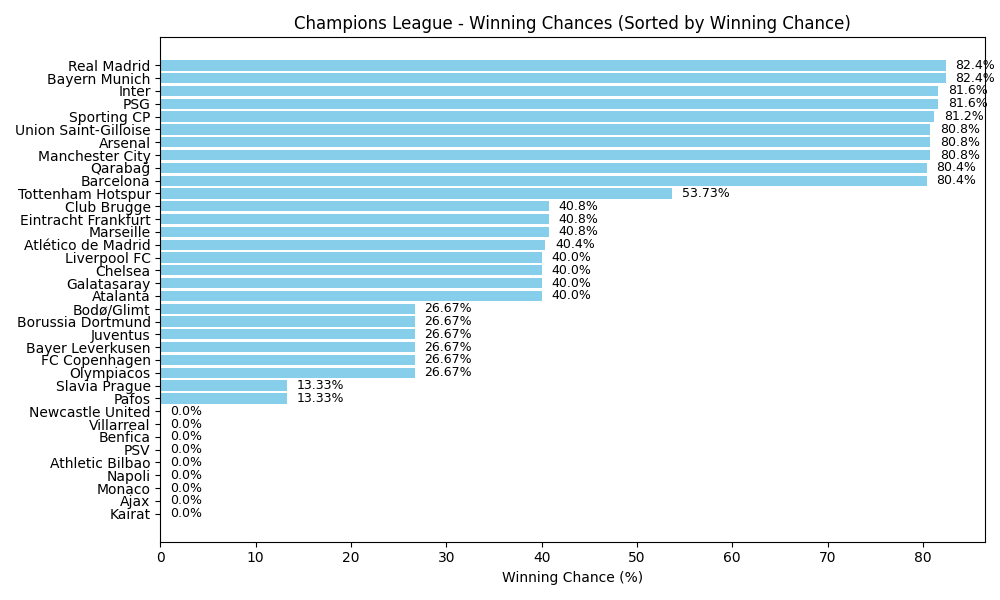 Champions League - Winning Chances (Sorted by Winning Chance)
Real Madrid 82.4%
Bayern Munich 82.4%
Inter 81.6%
PSG 81.6%
Sporting CP 81.2%
Union Saint-Gilloise 80.8%
Arsenal 80.8%
Manchester City 80.8%
Qarabağ 80.4%
Barcelona 80.4%
Tottenham Hotspur 53.73%
Club Brugge 40.8%
Eintracht Frankfurt 40.8%
Marseille 40.8%
Atlético de Madrid 40.4%
Liverpool FC 40.0%
Chelsea 40.0%
Galatasaray 40.0%
Atalanta 40.0%
Bodø/Glimt 26.67%
Borussia Dortmund 26.67%
Juventus 26.67%
Bayer Leverkusen 26.67%
FC Copenhagen 26.67%
Olympiacos 26.67%
Slavia Prague 13.33%
Pafos 13.33%
Newcastle United 0.0%
Villarreal 0.0%
Benfica 0.0%
PSV 0.0%
Athletic Bilbao 0.0%
Napoli 0.0%
Monaco 0.0%
Ajax 0.0%
Kairat 0.0%
0 10 20 30 40 50 60 70 80
Winning Chance (%)